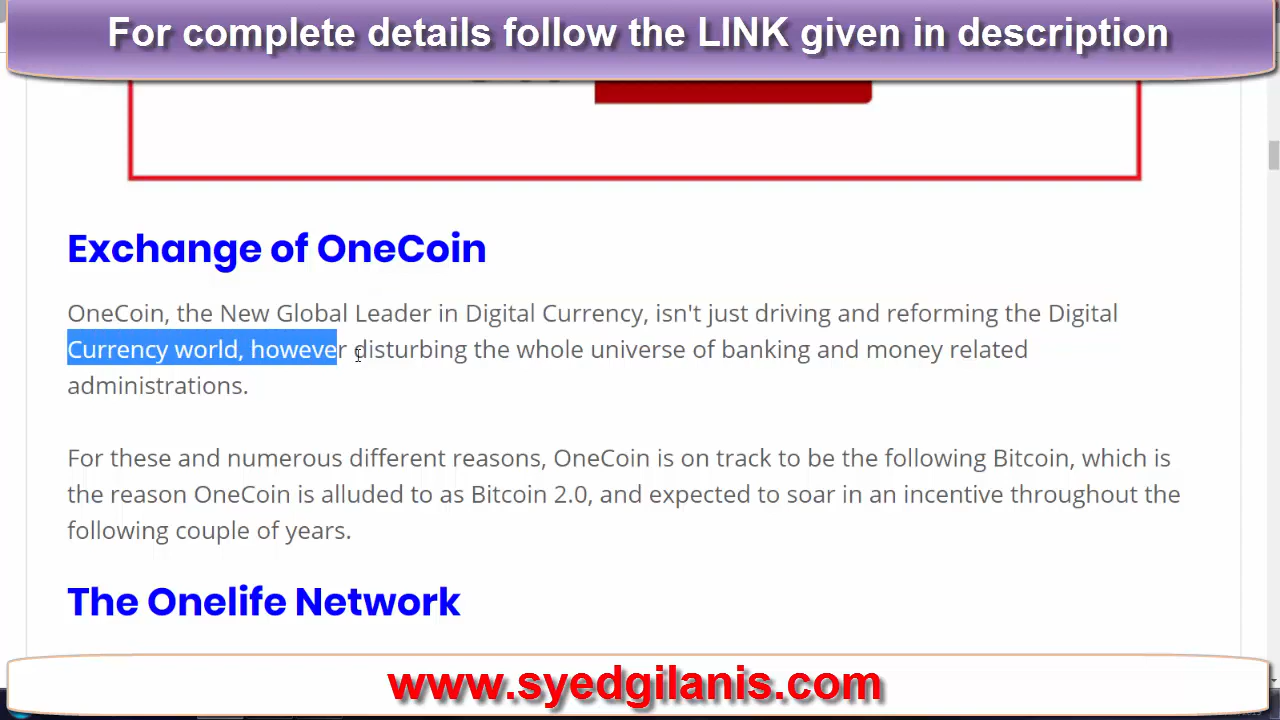 For complete details follow the LINK given in description
Exchange of OneCoin
OneCoin, the New Global Leader in Digital Currency, isn't just driving and reforming the Digital
Currency world, however disturbing the whole universe of banking and money related
administrations.
For these and numerous different reasons, OneCoin is on track to be the following Bitcoin, which is
the reason OneCoin is alluded to as Bitcoin 2.0, and expected to soar in an incentive throughout the
following couple of years.
The Onelife Network
www.syedgilanis.com